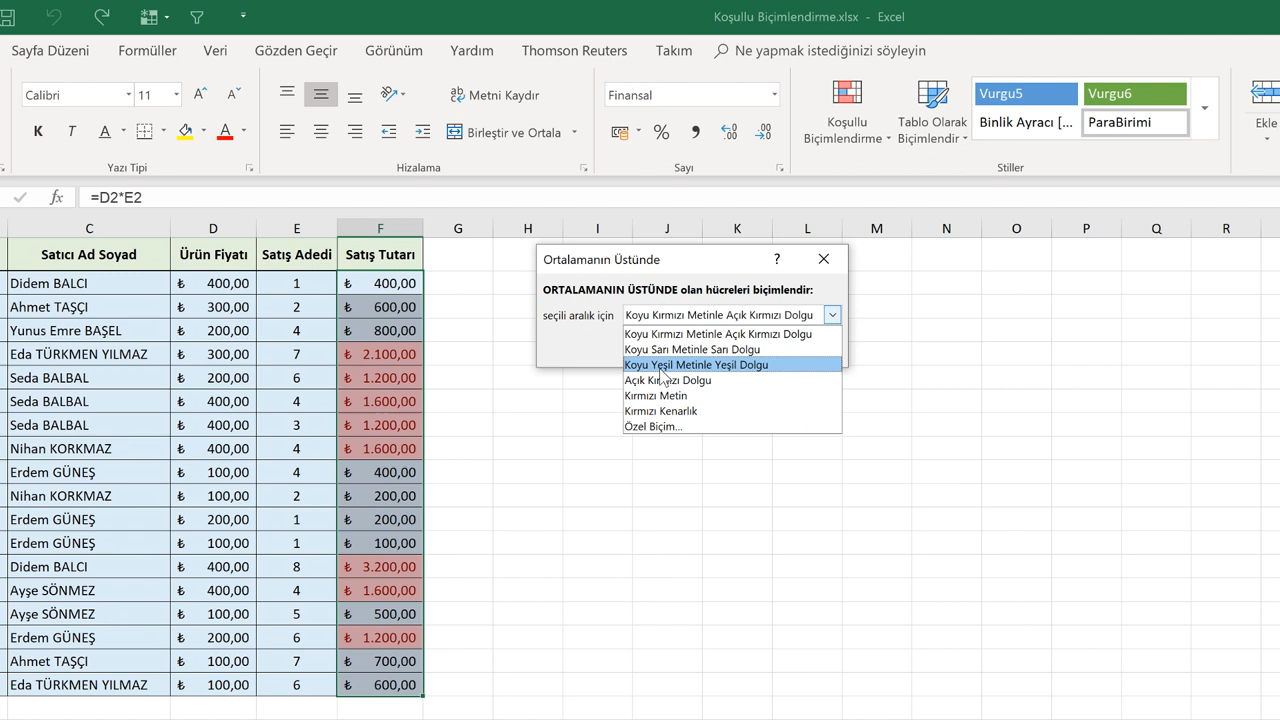 Koşullu Biçimlendirme.xlsx - Excel
Sayfa Düzeni Formüller Veri Gözden Geçir Görünüm Yardım Thomson Reuters Takım Ne yapmak istediğinizi söyleyin
Calibri 11 A A
Metni Kaydır
Finansal
Koşullu Biçimlendirme
Tablo Olarak Biçimlendir
Vurgu5 Vurgu6
Binlik Ayracı [... ParaBirimi
Ekle
K T A A
Birleştir ve Ortala
%
Yazı Tipi Hizalama Sayı Stiller
fx =D2*E2
C D E F G H I J K L M N O P Q R
Satıcı Ad Soyad Ürün Fiyatı Satış Adedi Satış Tutarı
Didem BALCI ₺ 400,00 1 ₺ 400,00
Ahmet TAŞÇI ₺ 300,00 2 ₺ 600,00
Yunus Emre BAŞEL ₺ 200,00 4 ₺ 800,00
Eda TÜRKMEN YILMAZ ₺ 300,00 7 ₺ 2.100,00
Seda BALBAL ₺ 200,00 6 ₺ 1.200,00
Seda BALBAL ₺ 400,00 4 ₺ 1.600,00
Seda BALBAL ₺ 400,00 3 ₺ 1.200,00
Nihan KORKMAZ ₺ 400,00 4 ₺ 1.600,00
Erdem GÜNEŞ ₺ 100,00 4 ₺ 400,00
Nihan KORKMAZ ₺ 100,00 2 ₺ 200,00
Erdem GÜNEŞ ₺ 200,00 1 ₺ 200,00
Erdem GÜNEŞ ₺ 100,00 1 ₺ 100,00
Didem BALCI ₺ 400,00 8 ₺ 3.200,00
Ayşe SÖNMEZ ₺ 400,00 4 ₺ 1.600,00
Ayşe SÖNMEZ ₺ 100,00 5 ₺ 500,00
Erdem GÜNEŞ ₺ 200,00 6 ₺ 1.200,00
Ahmet TAŞÇI ₺ 100,00 7 ₺ 700,00
Eda TÜRKMEN YILMAZ ₺ 100,00 6 ₺ 600,00
Ortalamanın Üstünde ?
ORTALAMANIN ÜSTÜNDE olan hücreleri biçimlendir:
seçili aralık için Koyu Kırmızı Metinle Açık Kırmızı Dolgu
Koyu Kırmızı Metinle Açık Kırmızı Dolgu
Koyu Sarı Metinle Sarı Dolgu
Koyu Yeşil Metinle Yeşil Dolgu
Açık Kırmızı Dolgu
Kırmızı Metin
Kırmızı Kenarlık
Özel Biçim...